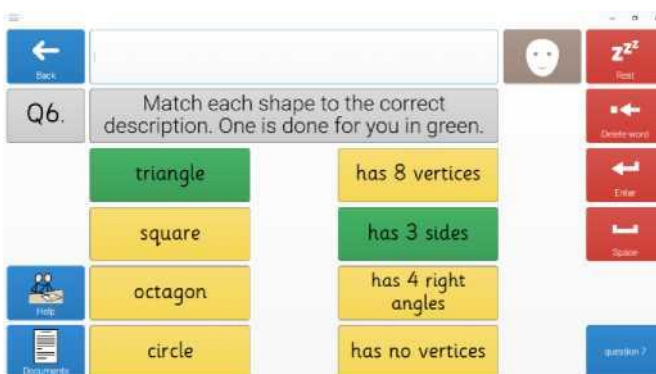 Back
zzz
Rest
Q6.
Match each shape to the correct
description. One is done for you in green.
Delete word
triangle
has 8 vertices
Enter
square
has 3 sides
Space
Help
octagon
has 4 right
angles
Documents
circle
has no vertices
question 7